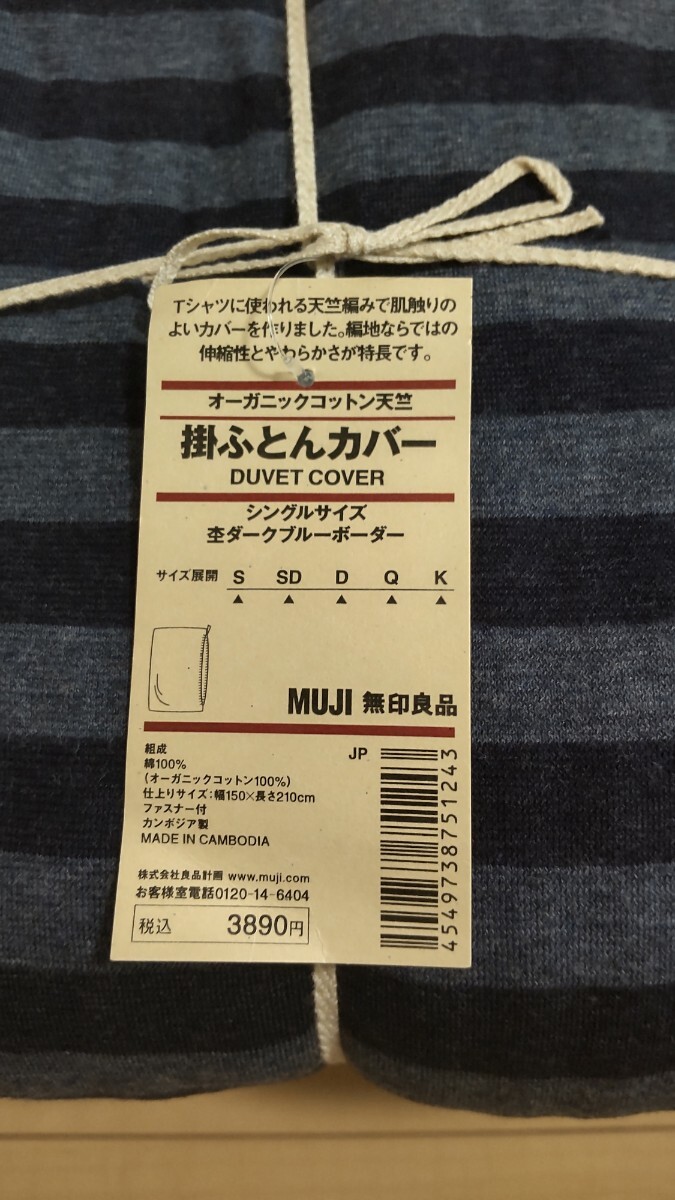 Tシャツに使われる天竺編みで肌触りの
よいカバーを作りました。編地ならではの
伸縮性とやわらかさが特長です。
オーガニックコットン天竺
掛ふとんカバー
DUVET COVER
シングルサイズ
杢ダークブルーボーダー
サイズ展開 S SD D Q K
MUJI 無印良品
組成
綿100%
(オーガニックコットン100%)
仕上りサイズ:幅150×長さ210cm
ファスナー付
カンボジア製
MADE IN CAMBODIA
株式会社良品計画 www.muji.com
お客様室電話0120-14-6404
税込 3890円
JP
4549738751243